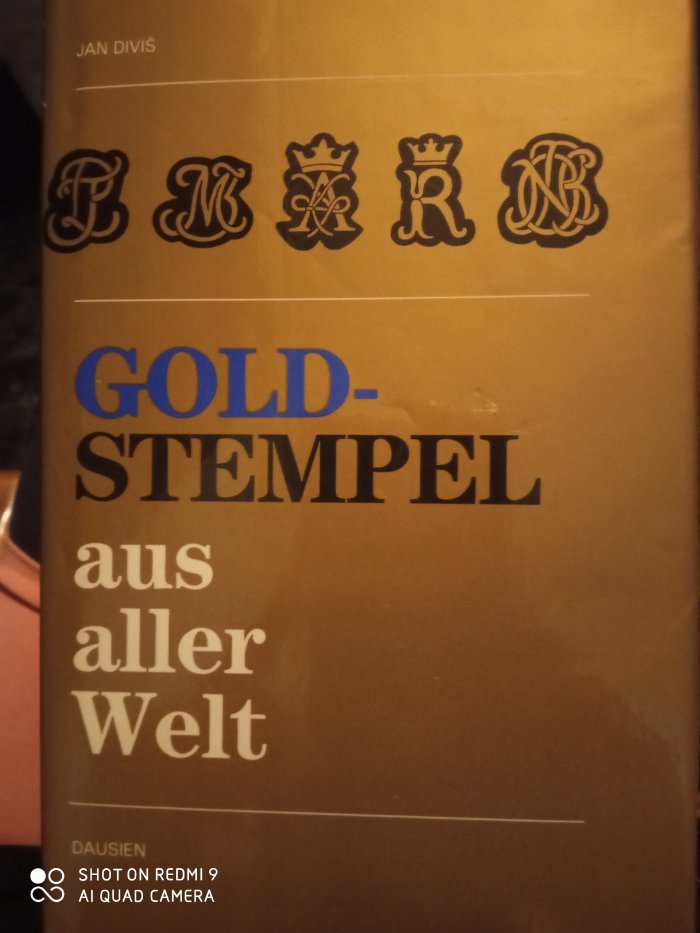 JAN DIVIŠ
GOLD-
STEMPEL
aus
aller
Welt
DAUSIEN
SHOT ON REDMI 9
AI QUAD CAMERA